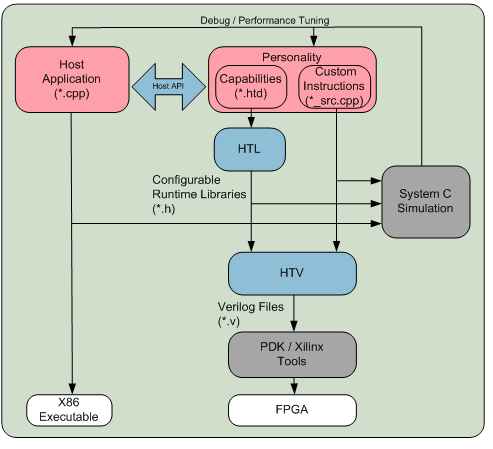 Debug / Performance Tuning
Host
Application
(*.cpp)
Host API
Personality
Capabilities
(*.htd)
Custom
Instructions
(*_src.cpp)
HTL
Configurable
Runtime Libraries
(*.h)
System C
Simulation
HTV
Verilog Files
(*.v)
PDK / Xilinx
Tools
X86
Executable
FPGA